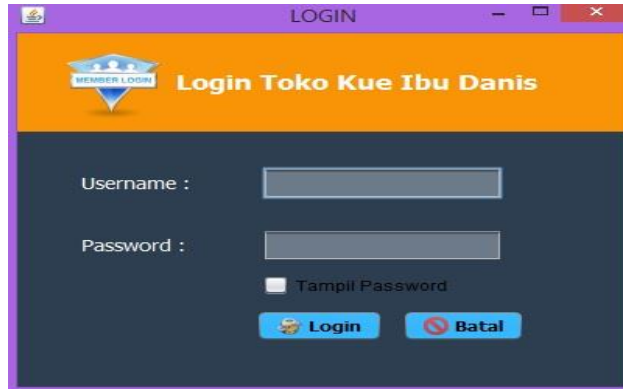 LOGIN
MEMBER LOGIN
Login Toko Kue Ibu Danis
Username :
Password :
Tampil Password
Login Batal